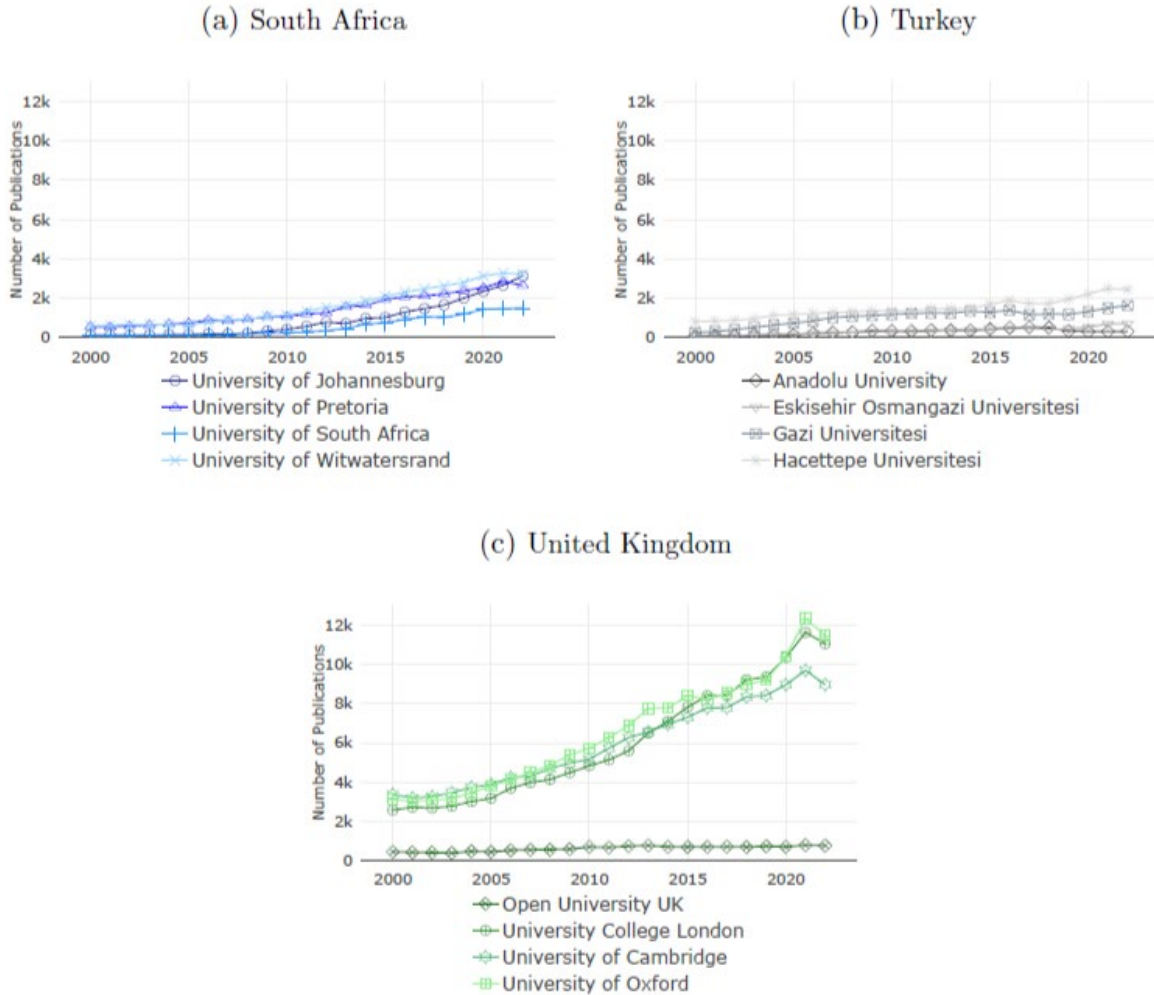 (a) South Africa
Number of Publications
12k
10k
8k
6k
4k
2k
0
2000 2005 2010 2015 2020
University of Johannesburg
University of Pretoria
University of South Africa
University of Witwatersrand
(b) Turkey
Number of Publications
12k
10k
8k
6k
4k
2k
0
2000 2005 2010 2015 2020
Anadolu University
Eskisehir Osmangazi Universitesi
Gazi Universitesi
Hacettepe Universitesi
(c) United Kingdom
Number of Publications
12k
10k
8k
6k
4k
2k
0
2000 2005 2010 2015 2020
Open University UK
University College London
University of Cambridge
University of Oxford